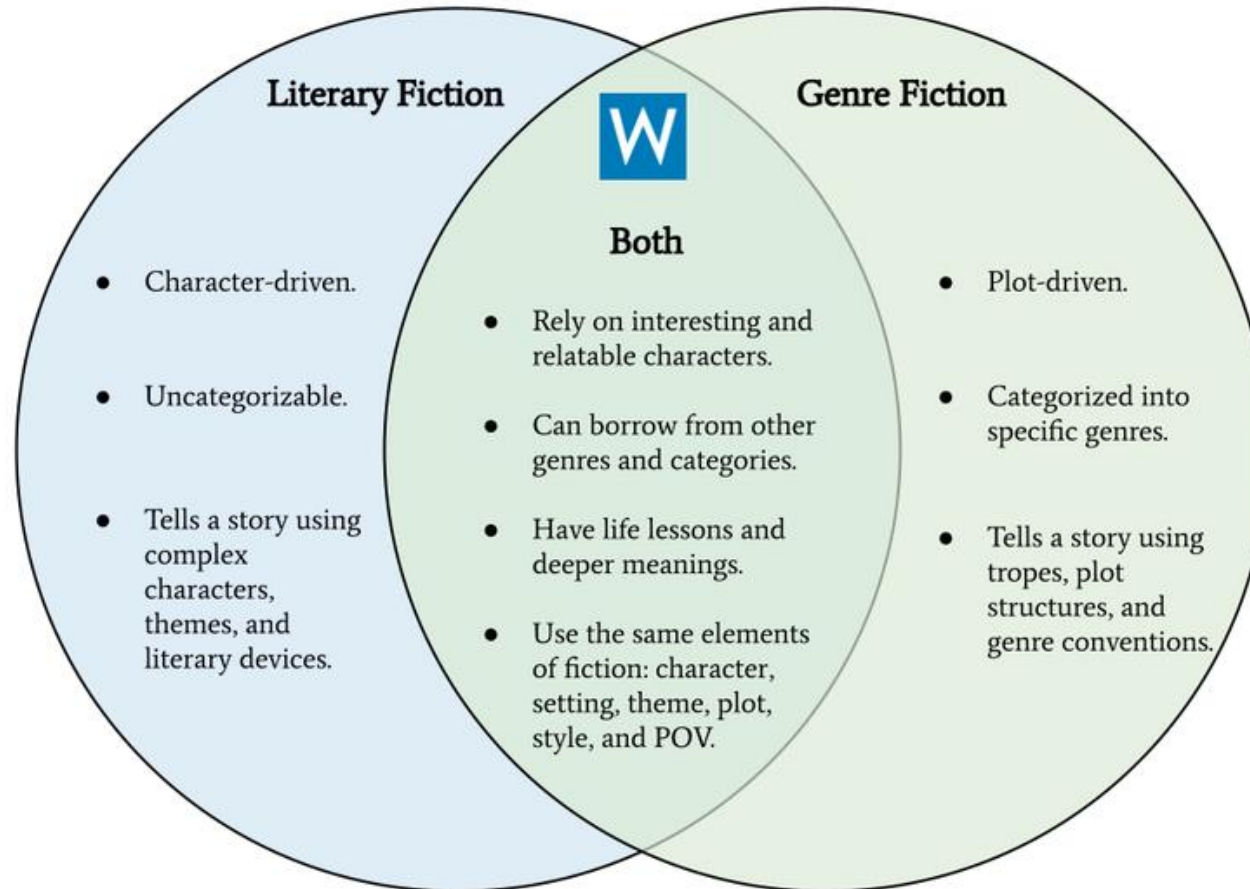 Literary Fiction
● Character-driven.
● Uncategorizable.
● Tells a story using
complex
characters,
themes, and
literary devices.
W
Both
● Rely on interesting and
relatable characters.
● Can borrow from other
genres and categories.
● Have life lessons and
deeper meanings.
● Use the same elements
of fiction: character,
setting, theme, plot,
style, and POV.
Genre Fiction
● Plot-driven.
● Categorized into
specific genres.
● Tells a story using
tropes, plot
structures, and
genre conventions.